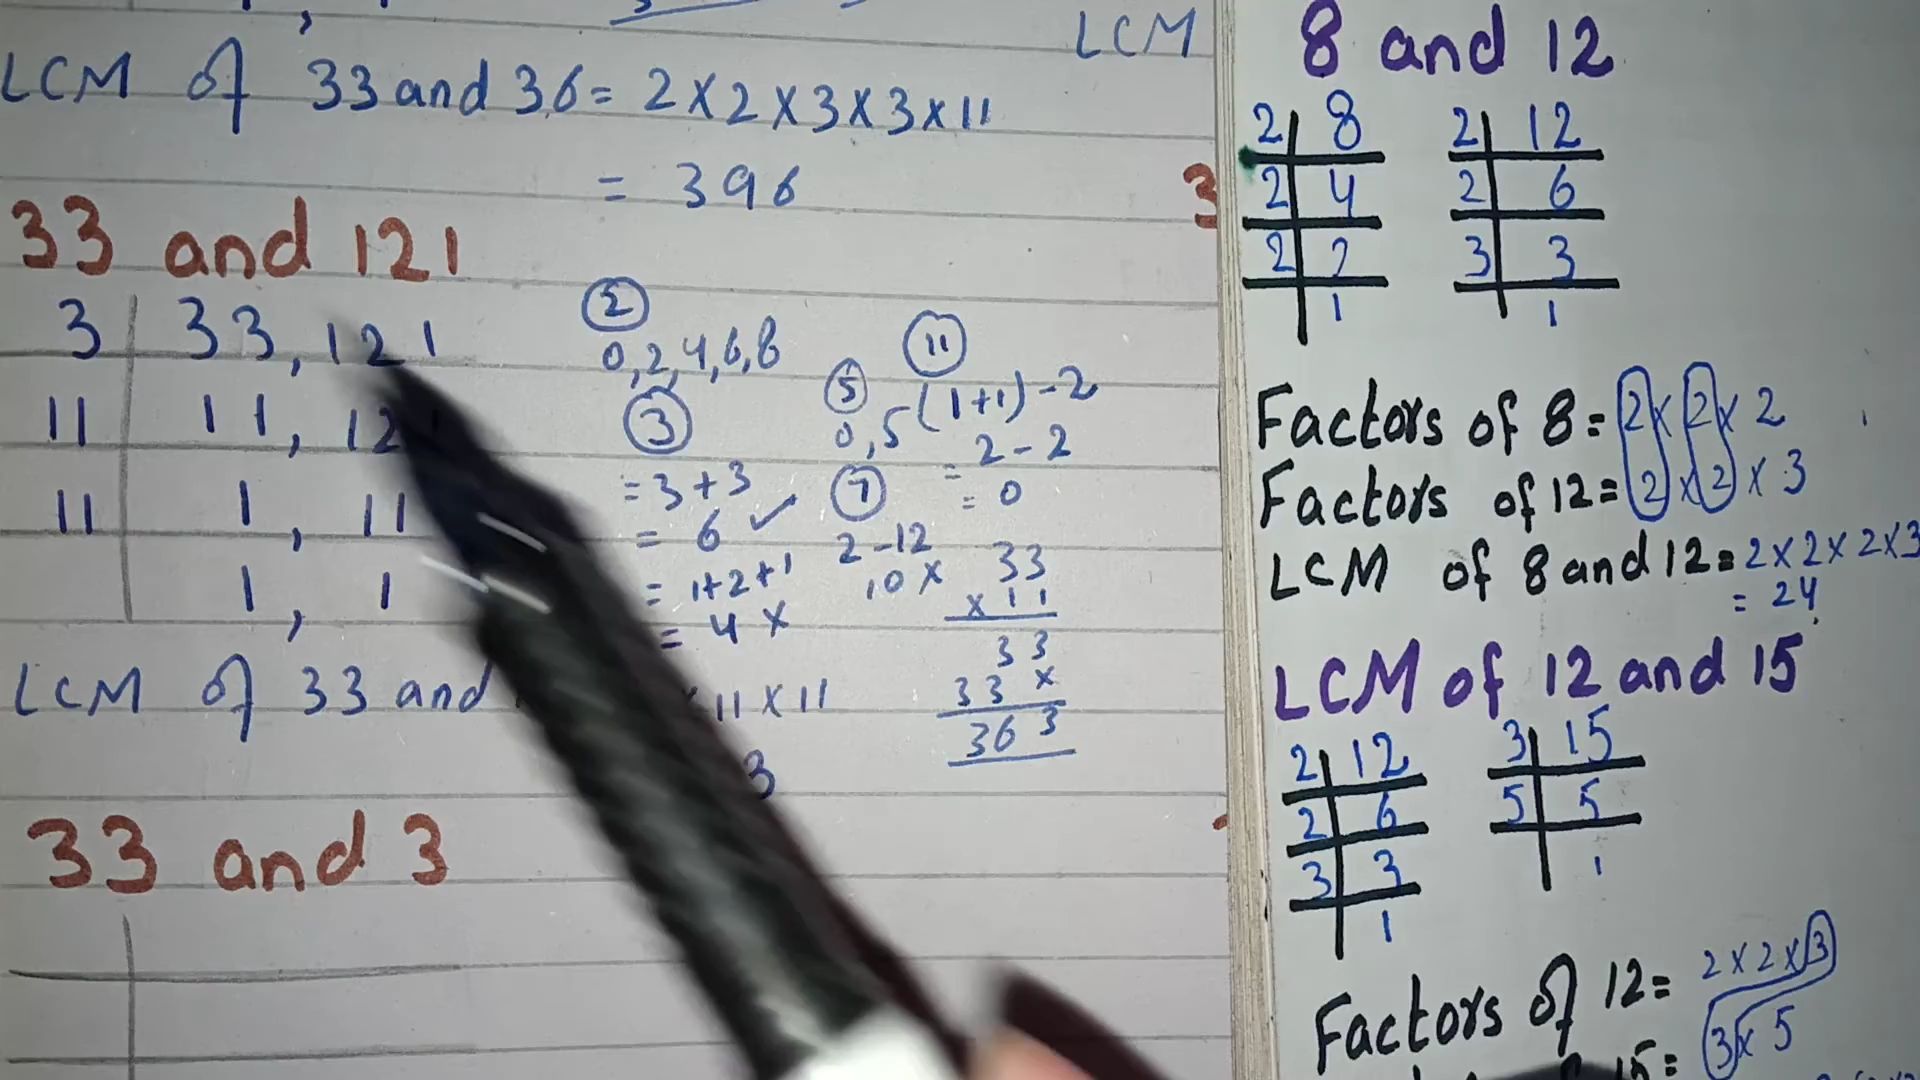 LCM
LCM of 33 and 36 = 2 × 2 × 3 × 3 × 11
= 396
33 and 121
3 | 33, 121
11 | 11, 121
11 | 1, 11
1, 1
2
0, 2, 4, 6, 8
3
= 3 + 3
= 6 ✓
= 1 + 2 + 1
= 4 ×
5
0, 5
7
2 - 12
10 ×
11
(1+1) - 2
= 2 - 2
= 0
33
× 11
33
33 ×
363
LCM of 33 and
11 × 11
3
33 and 3
8 and 12
2 | 8
2 | 4
2 | 2
1
2 | 12
2 | 6
3 | 3
1
Factors of 8 = 2 × 2 × 2
Factors of 12 = 2 × 2 × 3
LCM of 8 and 12 = 2 × 2 × 2 × 3
= 24
LCM of 12 and 15
2 | 12
2 | 6
3 | 3
1
3 | 15
5 | 5
1
Factors of 12 = 2 × 2 × 3
15 = 3 × 5